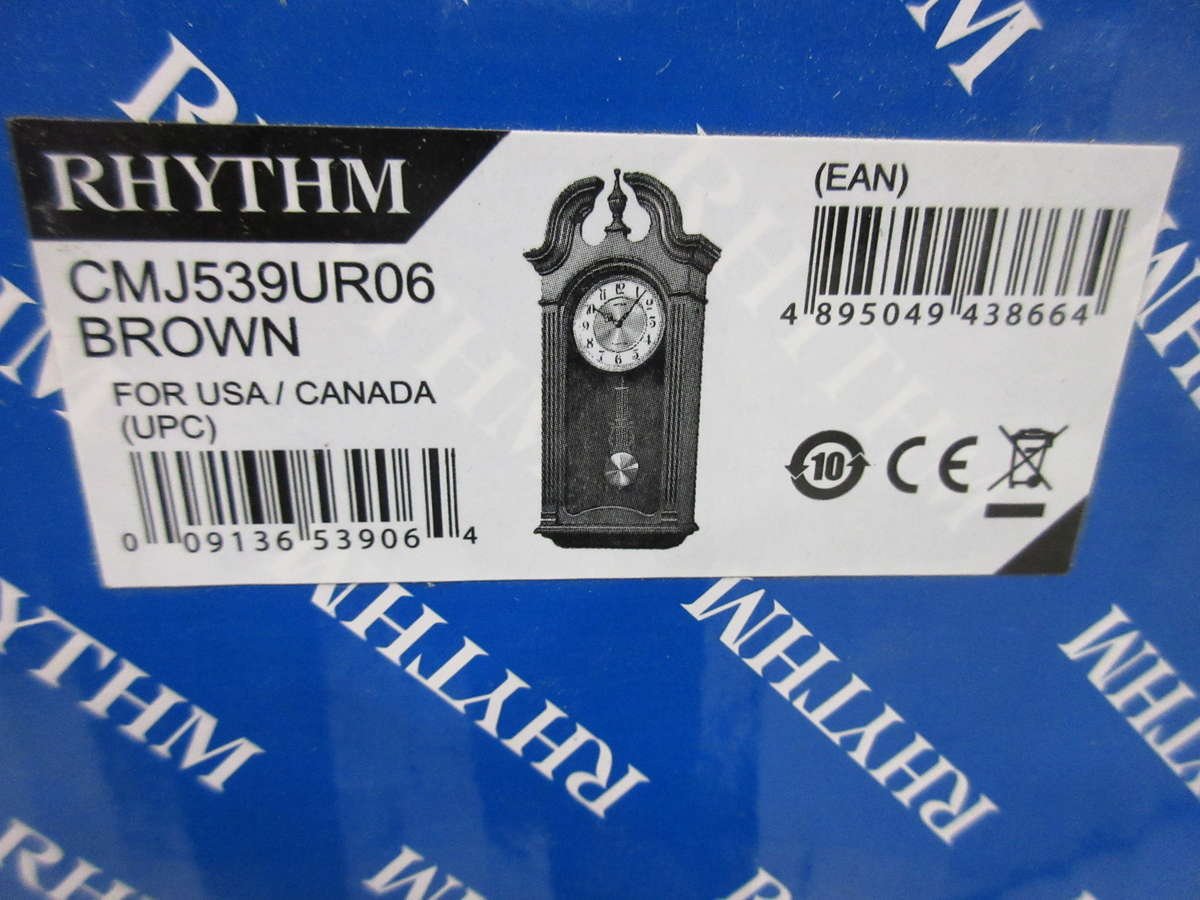 RHYTHM
CMJ539UR06
BROWN
FOR USA / CANADA
(UPC)
0 09136 53906 4
(EAN)
4 895049 438664
10
CE
RHYTHM
RHYTHM
RHYTHM
RHYTHM